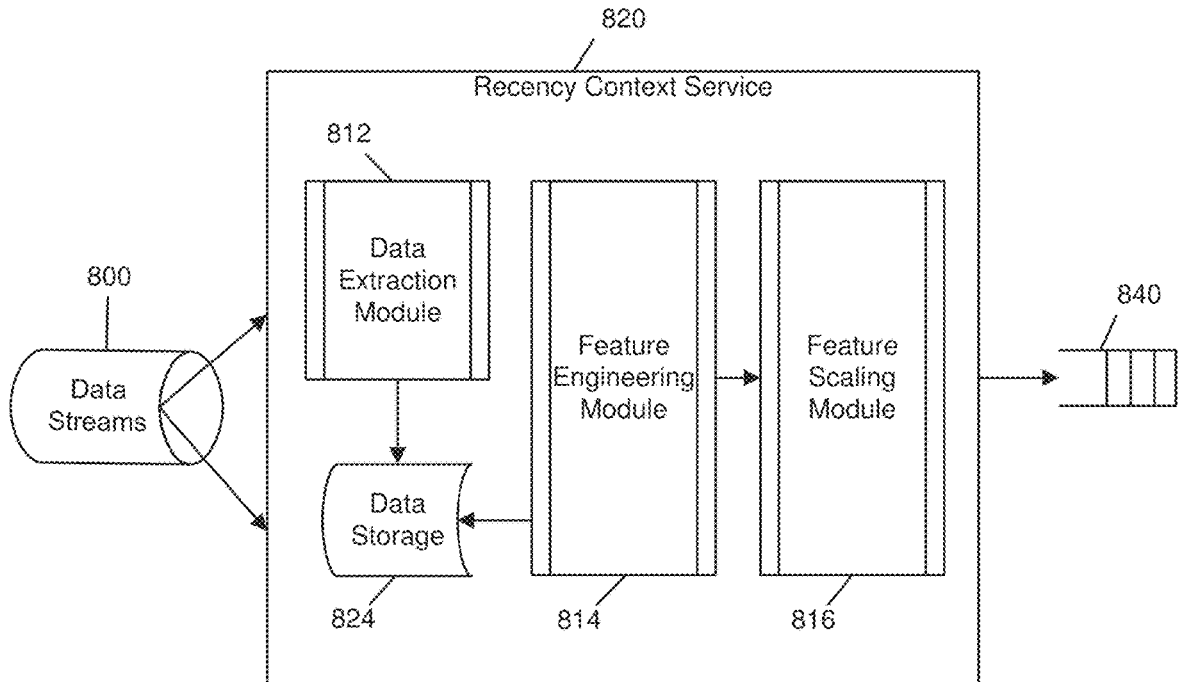 820
Recency Context Service
812
Data
Extraction
Module
800
Data
Streams
Feature
Engineering
Module
Feature
Scaling
Module
840
Data
Storage
824
814
816